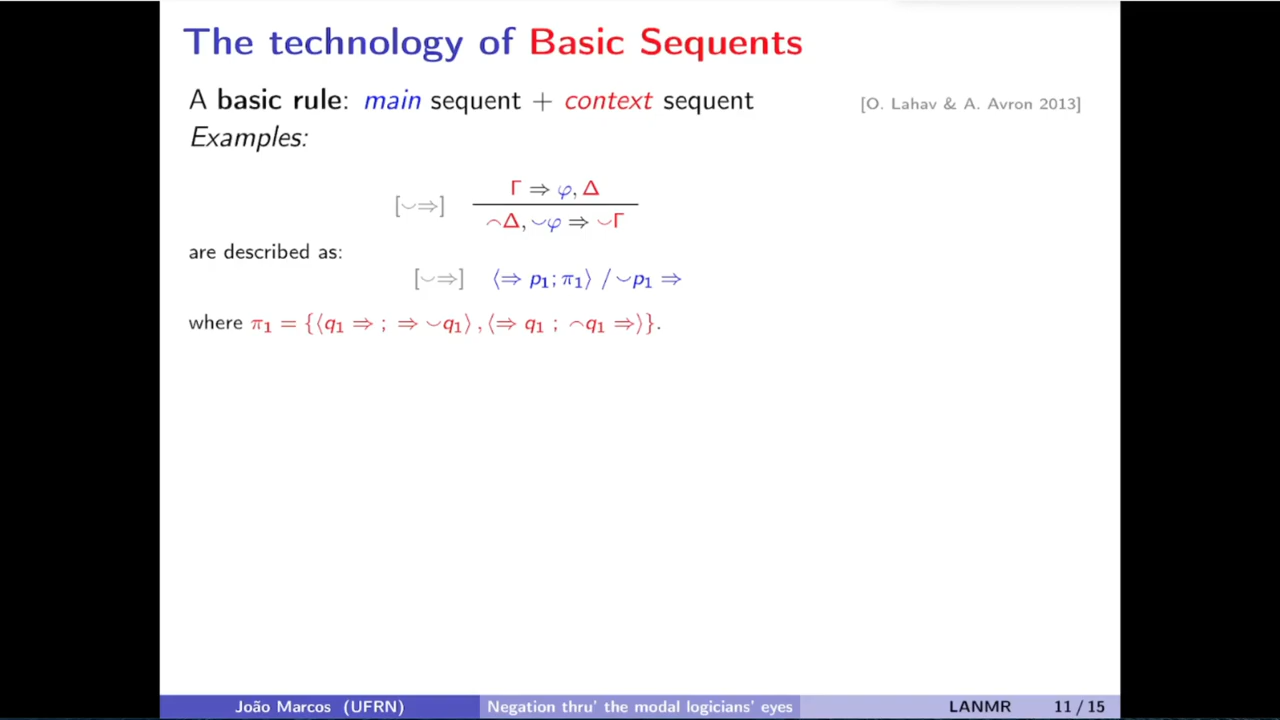 The technology of Basic Sequents
A basic rule: main sequent + context sequent [O. Lahav & A. Avron 2013]
Examples:
[⌣⇒] Γ ⇒ φ, Δ
⌢Δ, ⌣φ ⇒ ⌣Γ
are described as:
[⌣⇒] ⟨⇒ p₁; π₁⟩ / ⌣p₁ ⇒
where π₁ = {⟨q₁ ⇒ ; ⇒ ⌣q₁⟩ , ⟨⇒ q₁ ; ⌢q₁ ⇒⟩}.
João Marcos (UFRN) Negation thru' the modal logicians' eyes LANMR 11 / 15